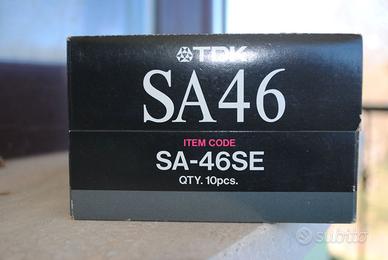 TDK
SA46
ITEM CODE
SA-46SE
QTY. 10pcs.
subito